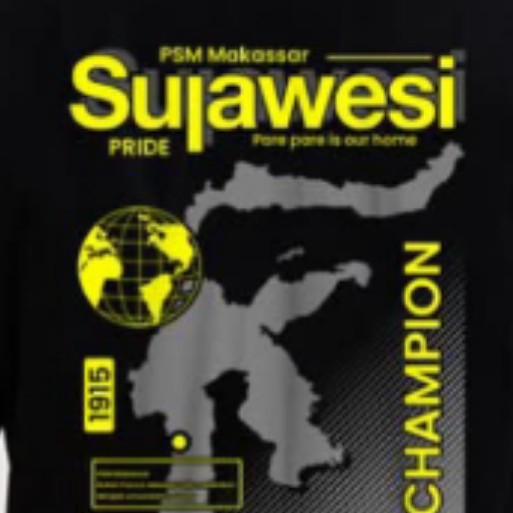 PSM Makassar
Sulawesi
PRIDE
Pare pare is our home
CHAMPION
1915